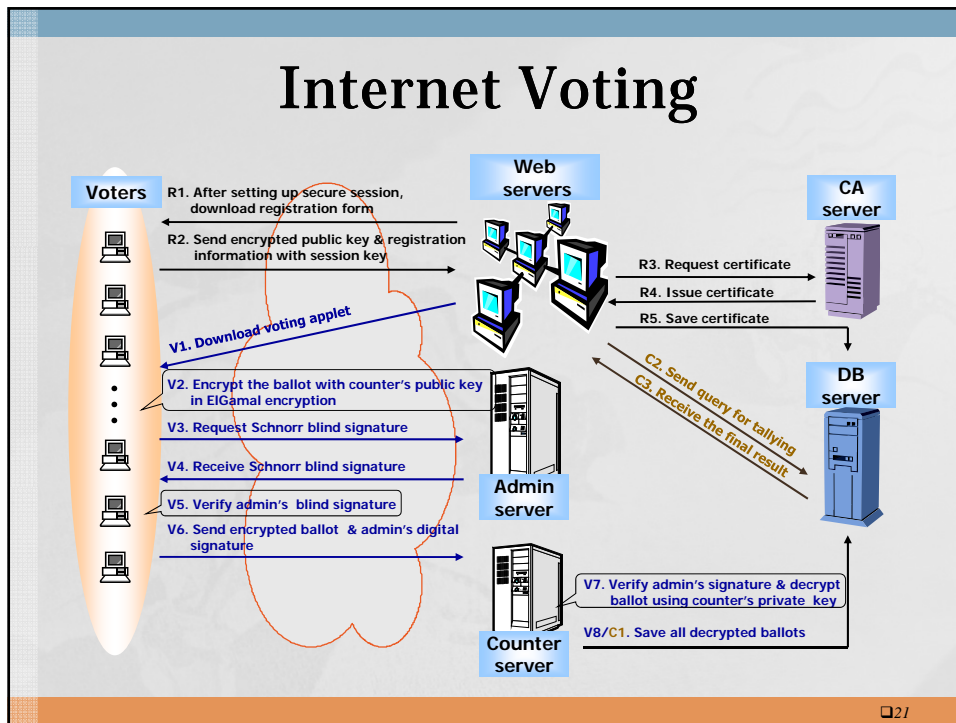 Internet Voting
Voters
Web
servers
CA
server
R1. After setting up secure session,
download registration form
R2. Send encrypted public key & registration
information with session key
R3. Request certificate
R4. Issue certificate
R5. Save certificate
V1. Download voting applet
C2. Send query for tallying
C3. Receive the final result
DB
server
V2. Encrypt the ballot with counter's public key
in ElGamal encryption
V3. Request Schnorr blind signature
V4. Receive Schnorr blind signature
Admin
server
V5. Verify admin's blind signature
V6. Send encrypted ballot & admin's digital
signature
V7. Verify admin's signature & decrypt
ballot using counter's private key
V8/C1. Save all decrypted ballots
Counter
server
❑21